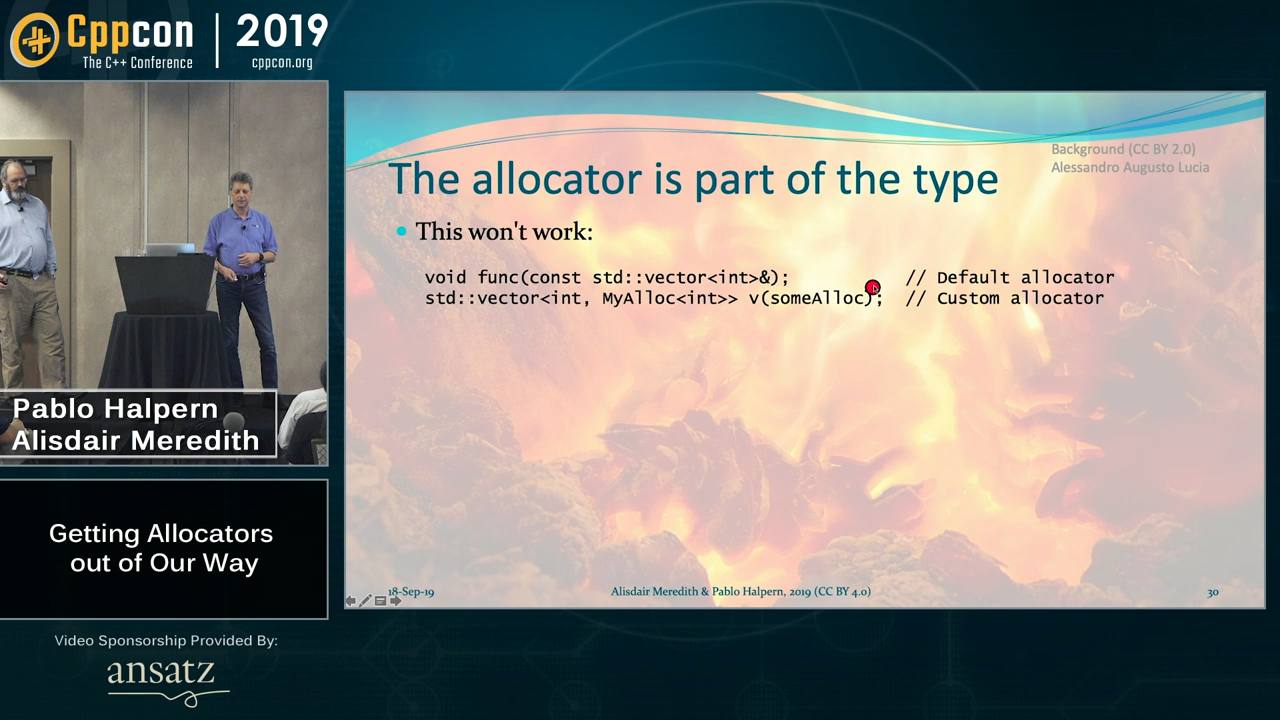 Cppcon
The C++ Conference
2019
cppcon.org
Background (CC BY 2.0)
Alessandro Augusto Lucia
The allocator is part of the type
This won't work:
void func(const std::vector<int>&); // Default allocator
std::vector<int, MyAlloc<int>> v(someAlloc); // Custom allocator
Pablo Halpern
Alisdair Meredith
Getting Allocators
out of Our Way
18-Sep-19
Alisdair Meredith & Pablo Halpern, 2019 (CC BY 4.0)
30
Video Sponsorship Provided By:
ansatz